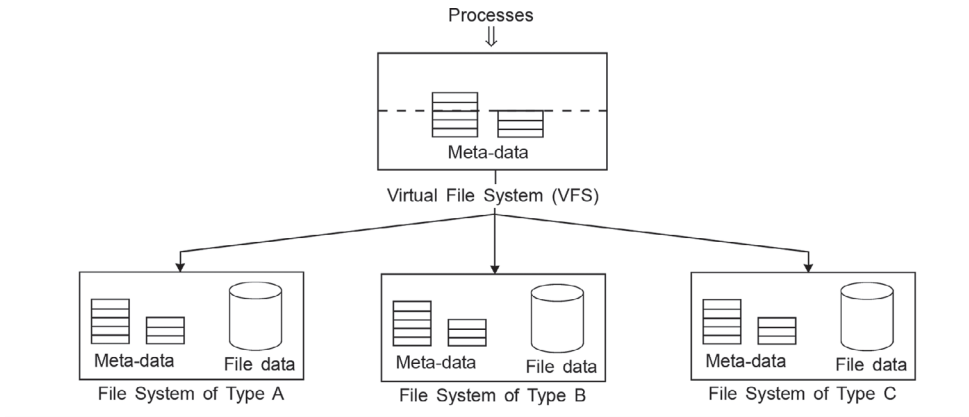 Processes
Meta-data
Virtual File System (VFS)
Meta-data File data
File System of Type A
Meta-data File data
File System of Type B
Meta-data File data
File System of Type C